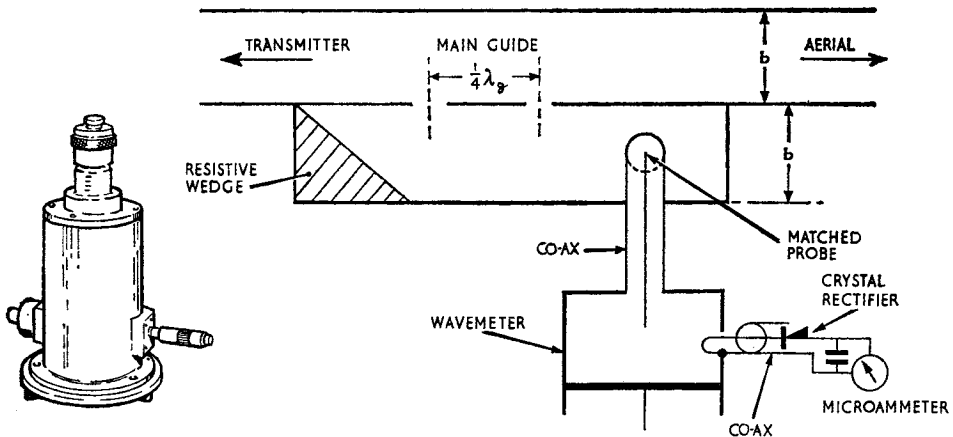 TRANSMITTER
MAIN GUIDE
AERIAL
¼λg
b
b
RESISTIVE
WEDGE
MATCHED
PROBE
CO-AX
CRYSTAL
RECTIFIER
WAVEMETER
MICROAMMETER
CO-AX